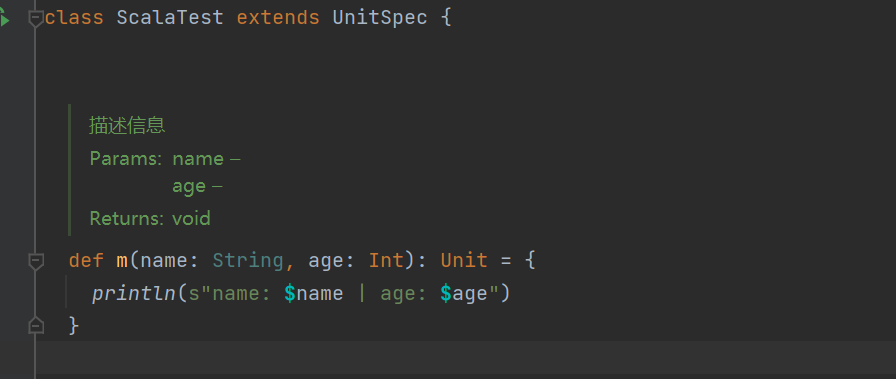 class ScalaTest extends UnitSpec {
描述信息
Params: name –
age –
Returns: void
def m(name: String, age: Int): Unit = {
println(s"name: $name | age: $age")
}